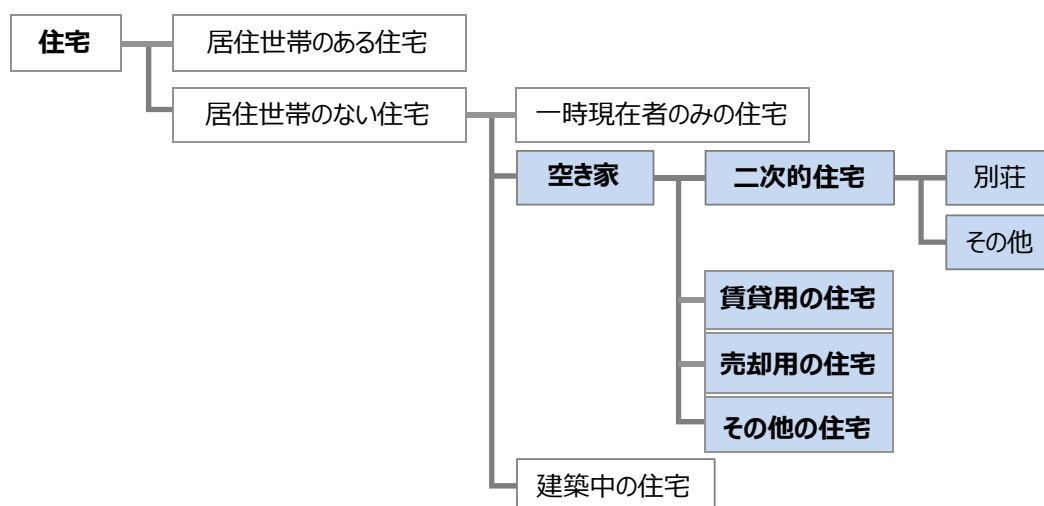 住宅
居住世帯のある住宅
居住世帯のない住宅
一時現在者のみの住宅
空き家
二次的住宅
別荘
その他
賃貸用の住宅
売却用の住宅
その他の住宅
建築中の住宅